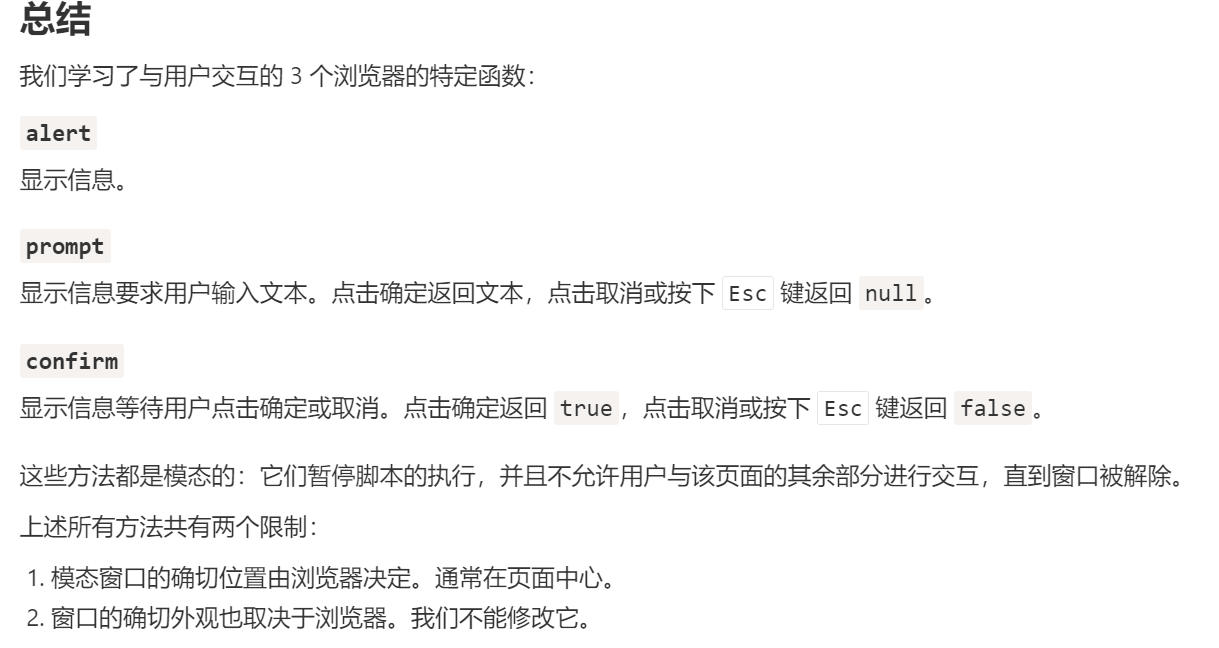 总结
我们学习了与用户交互的 3 个浏览器的特定函数：
alert
显示信息。
prompt
显示信息要求用户输入文本。点击确定返回文本，点击取消或按下 Esc 键返回 null。
confirm
显示信息等待用户点击确定或取消。点击确定返回 true，点击取消或按下 Esc 键返回 false。
这些方法都是模态的：它们暂停脚本的执行，并且不允许用户与该页面的其余部分进行交互，直到窗口被解除。
上述所有方法共有两个限制：
1. 模态窗口的确切位置由浏览器决定。通常在页面中心。
2. 窗口的确切外观也取决于浏览器。我们不能修改它。